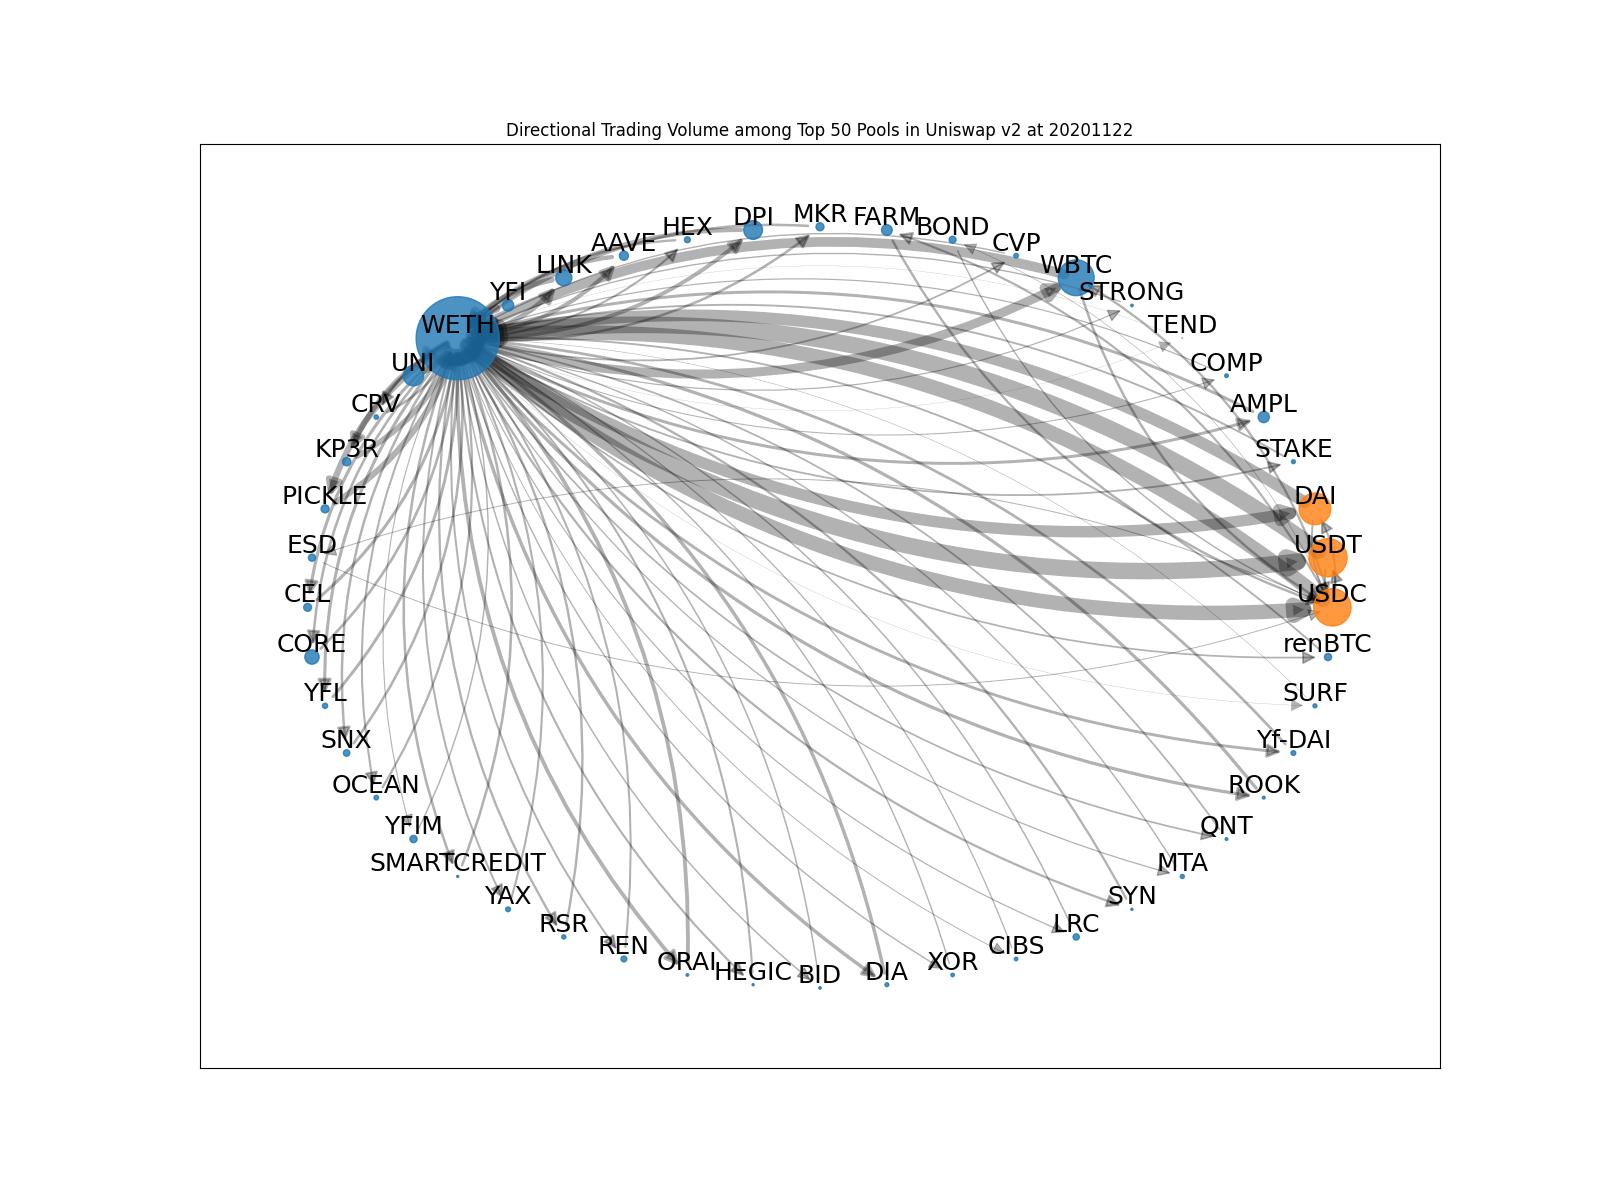 Directional Trading Volume among Top 50 Pools in Uniswap v2 at 20201122
MKR
DPI
FARM
HEX
BOND
AAVE
CVP
LINK
WBTC
YFI
STRONG
WETH
TEND
UNI
COMP
CRV
AMPL
KP3R
STAKE
PICKLE
DAI
ESD
USDT
CEL
USDC
CORE
renBTC
YFL
SURF
SNX
Yf-DAI
OCEAN
ROOK
YFIM
QNT
SMARTCREDIT
MTA
YAX
SYN
RSR
LRC
REN
CIBS
ORAI
XOR
HEGIC
DIA
BID